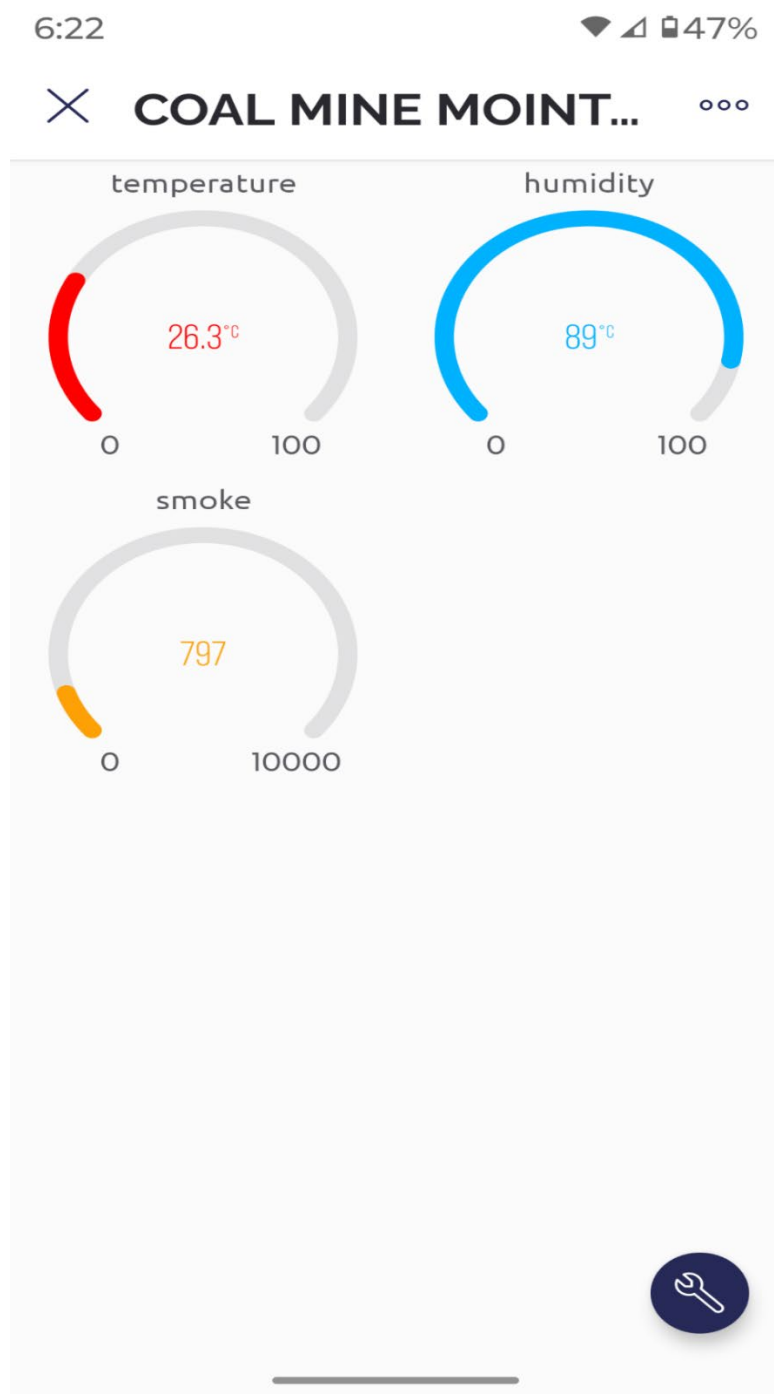 6:22 47%
COAL MINE MOINT...
temperature humidity
26.3°C 89°C
0 100 0 100
smoke
797
0 10000